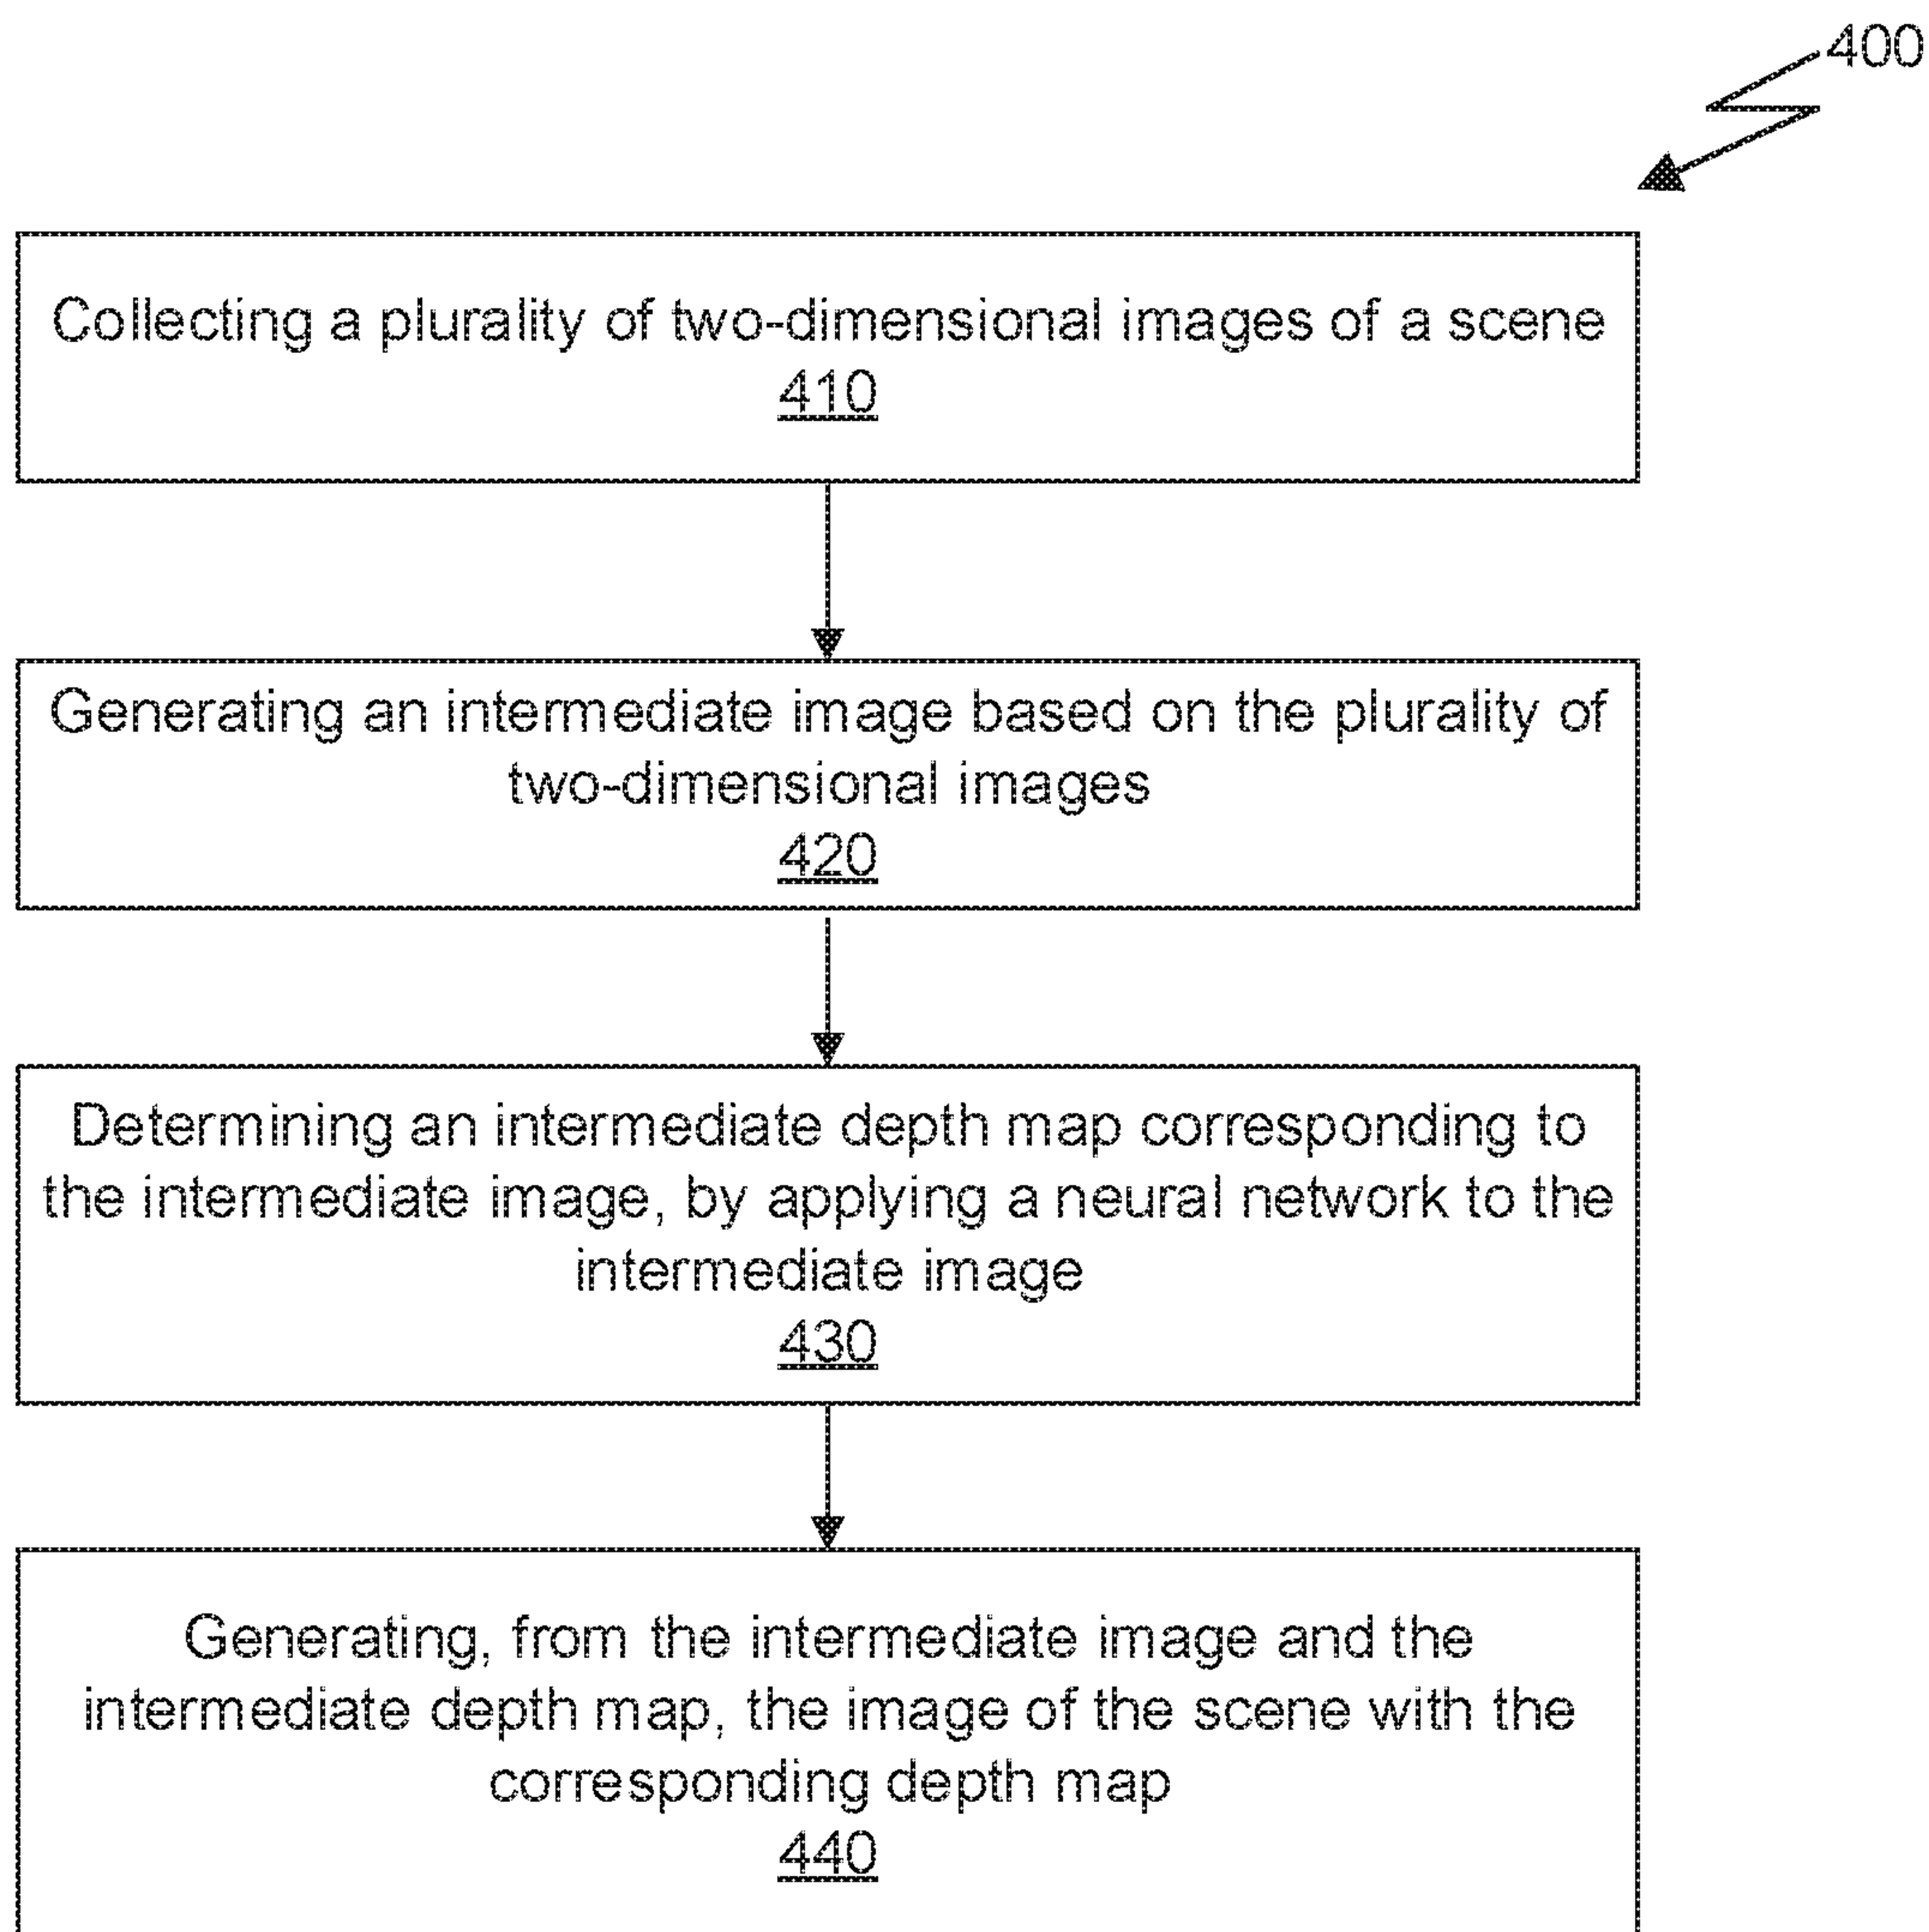 400
Collecting a plurality of two-dimensional images of a scene
410
Generating an intermediate image based on the plurality of
two-dimensional images
420
Determining an intermediate depth map corresponding to
the intermediate image, by applying a neural network to the
intermediate image
430
Generating, from the intermediate image and the
intermediate depth map, the image of the scene with the
corresponding depth map
440